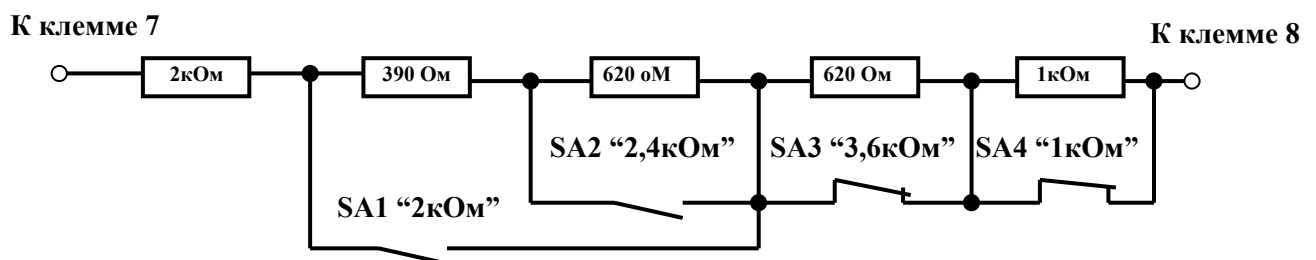 К клемме 7
К клемме 8
2кОм
390 Ом
620 оМ
620 Ом
1кОм
SA2 “2,4кОм”
SA3 “3,6кОм”
SA4 “1кОм”
SA1 “2кОм”